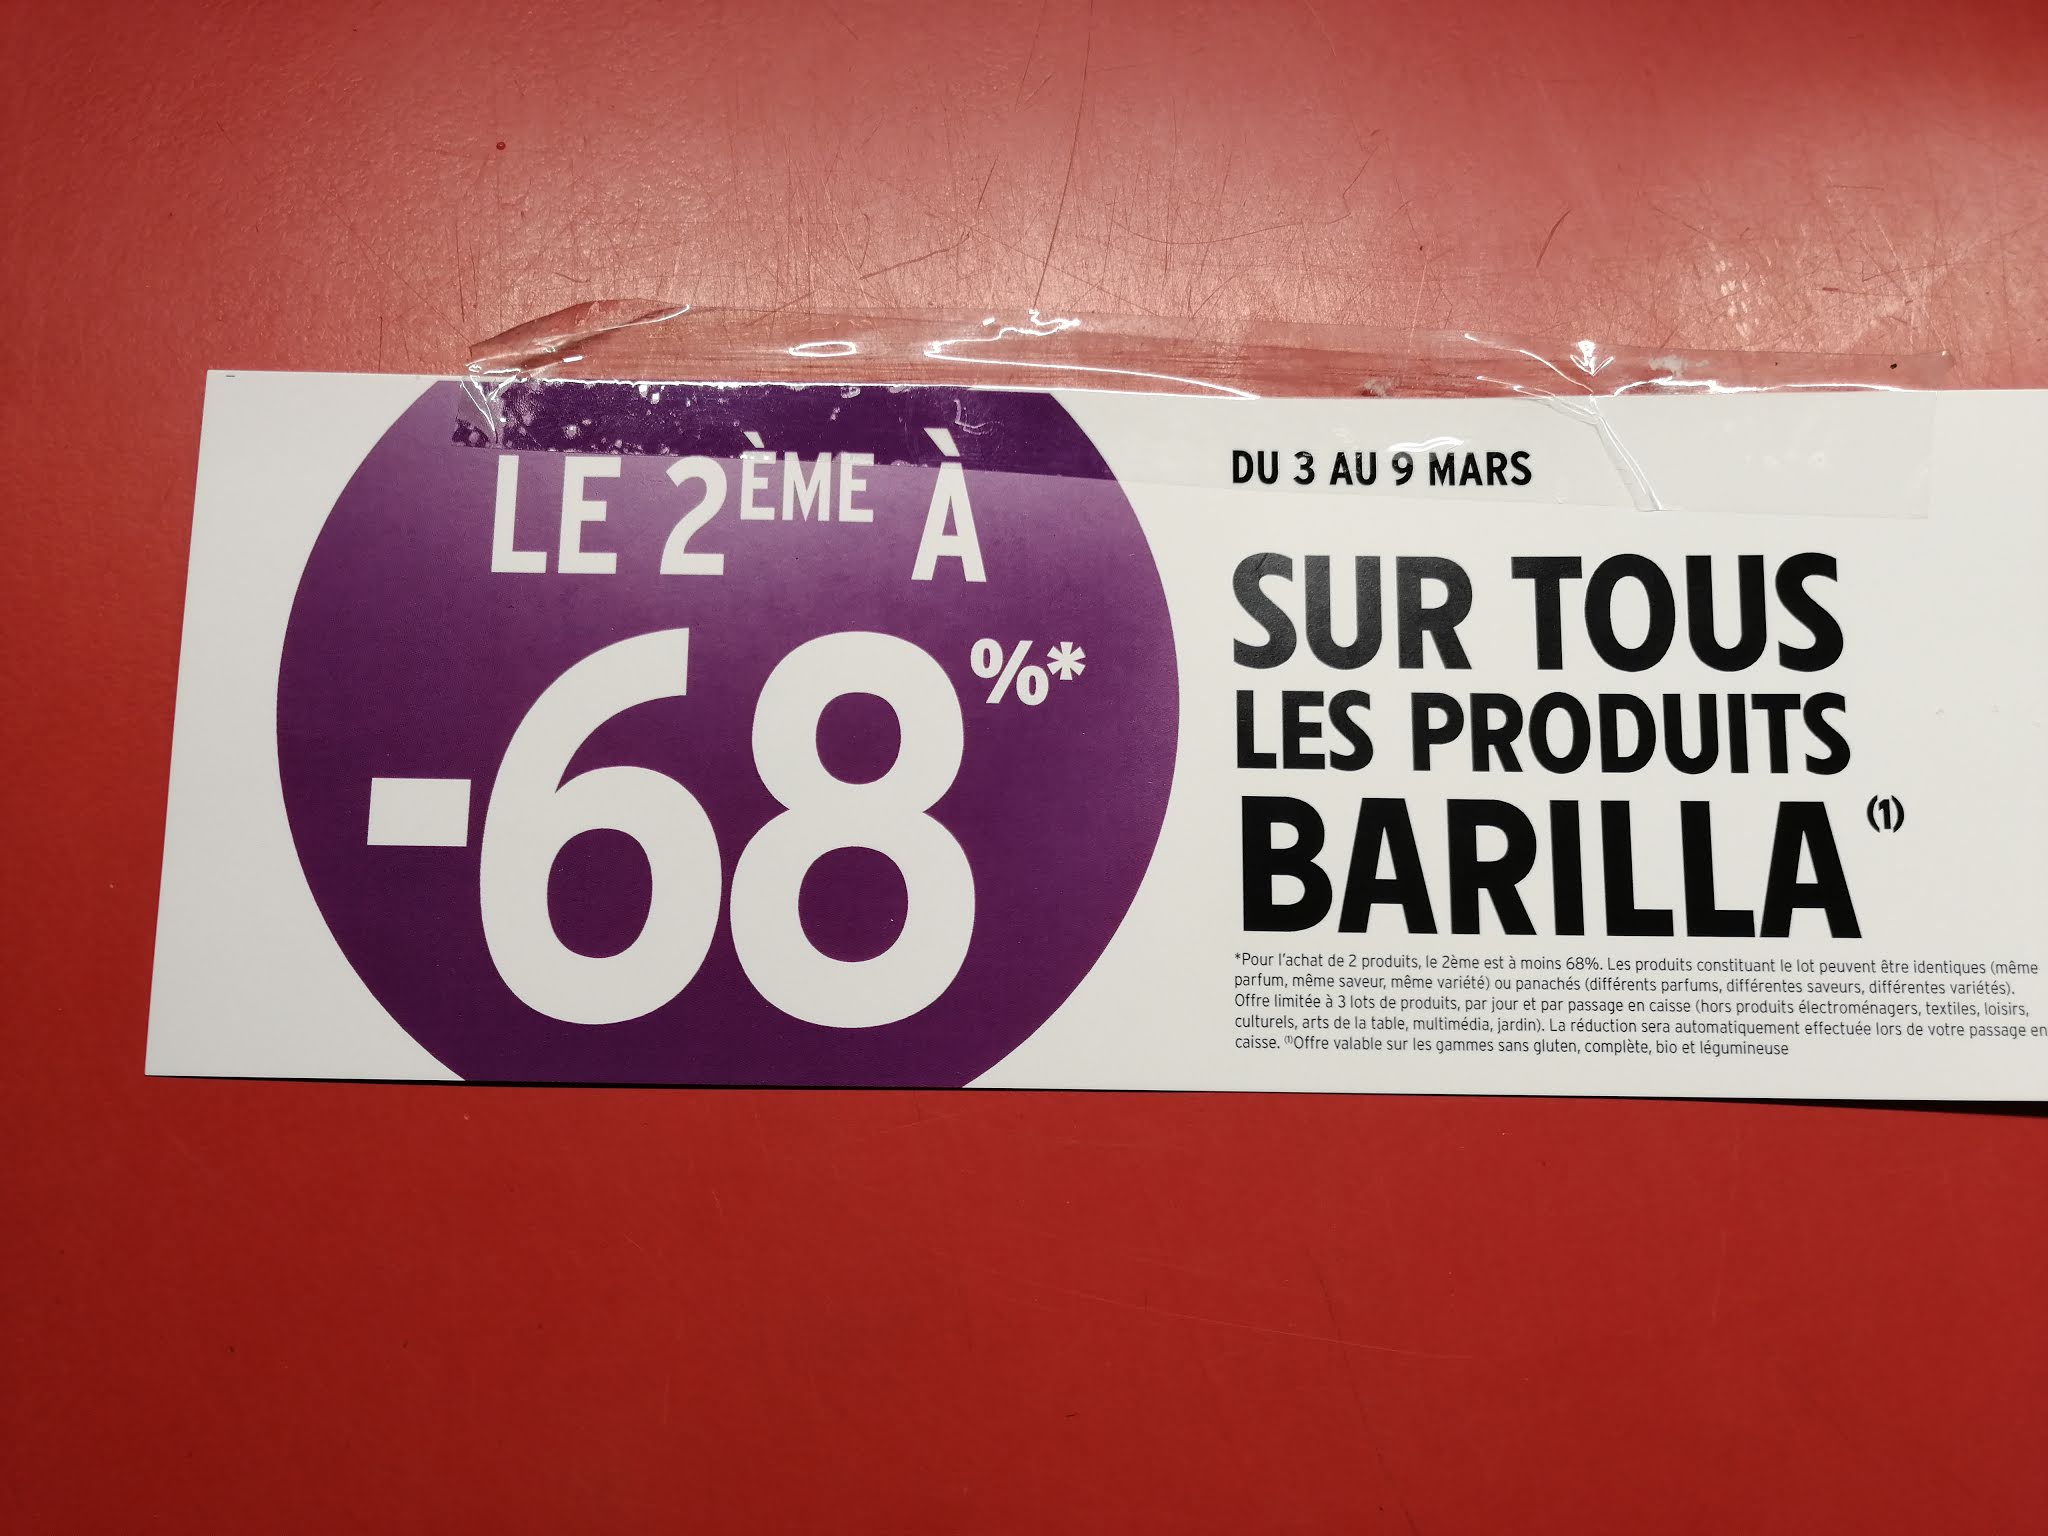 LE 2ÈME À
-68%*
DU 3 AU 9 MARS
SUR TOUS
LES PRODUITS
BARILLA (1)
*Pour l'achat de 2 produits, le 2ème est à moins 68%. Les produits constituant le lot peuvent être identiques (même
parfum, même saveur, même variété) ou panachés (différents parfums, différentes saveurs, différentes variétés).
Offre limitée à 3 lots de produits, par jour et par passage en caisse (hors produits électroménagers, textiles, loisirs,
culturels, arts de la table, multimédia, jardin). La réduction sera automatiquement effectuée lors de votre passage en
caisse. (1)Offre valable sur les gammes sans gluten, complète, bio et légumineuse